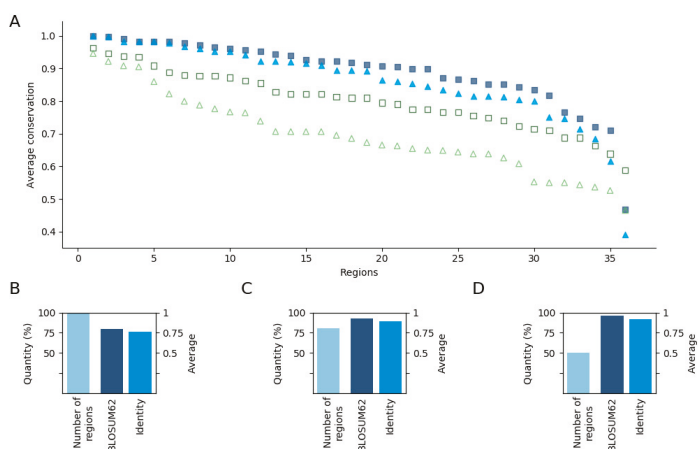 A
1.0
0.9
0.8
0.7
0.6
0.5
0.4
Average conservation
0
5
10
15
20
25
30
35
Regions
B
100
75
50
Quantity (%)
1
0.75
0.5
Average
Number of
regions
BLOSUM62
Identity
C
100
75
50
Quantity (%)
1
0.75
0.5
Average
Number of
regions
BLOSUM62
Identity
D
100
75
50
Quantity (%)
1
0.75
0.5
Average
Number of
regions
BLOSUM62
Identity